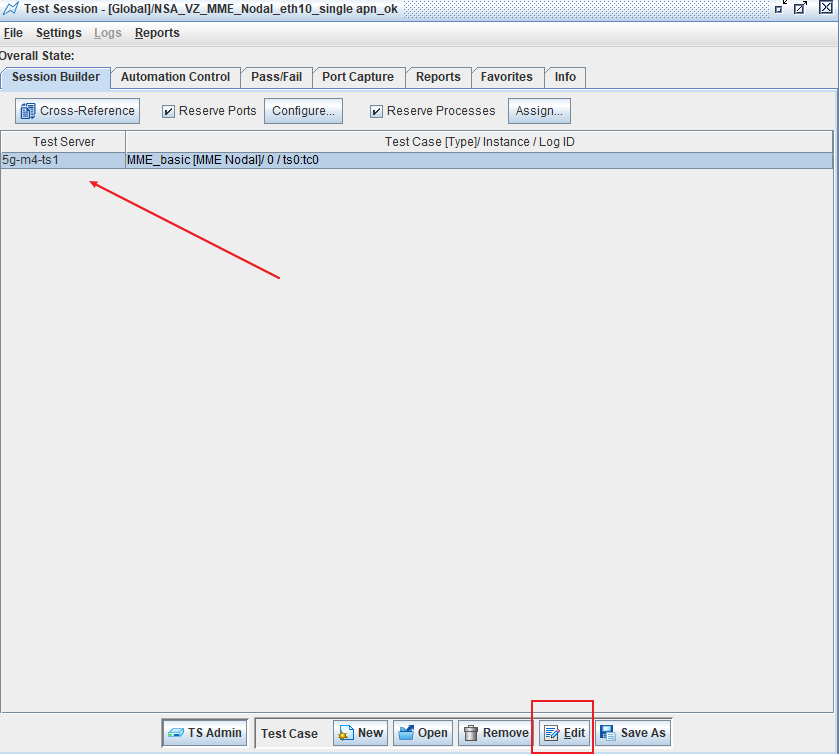 Test Session - [Global]/NSA_VZ_MME_Nodal_eth10_single apn_ok
File Settings Logs Reports
Overall State:
Session Builder Automation Control Pass/Fail Port Capture Reports Favorites Info
Cross-Reference Reserve Ports Configure... Reserve Processes Assign...
Test Server Test Case [Type]/ Instance / Log ID
5g-m4-ts1 MME_basic [MME Nodal]/ 0 / ts0:tc0
TS Admin Test Case New Open Remove Edit Save As